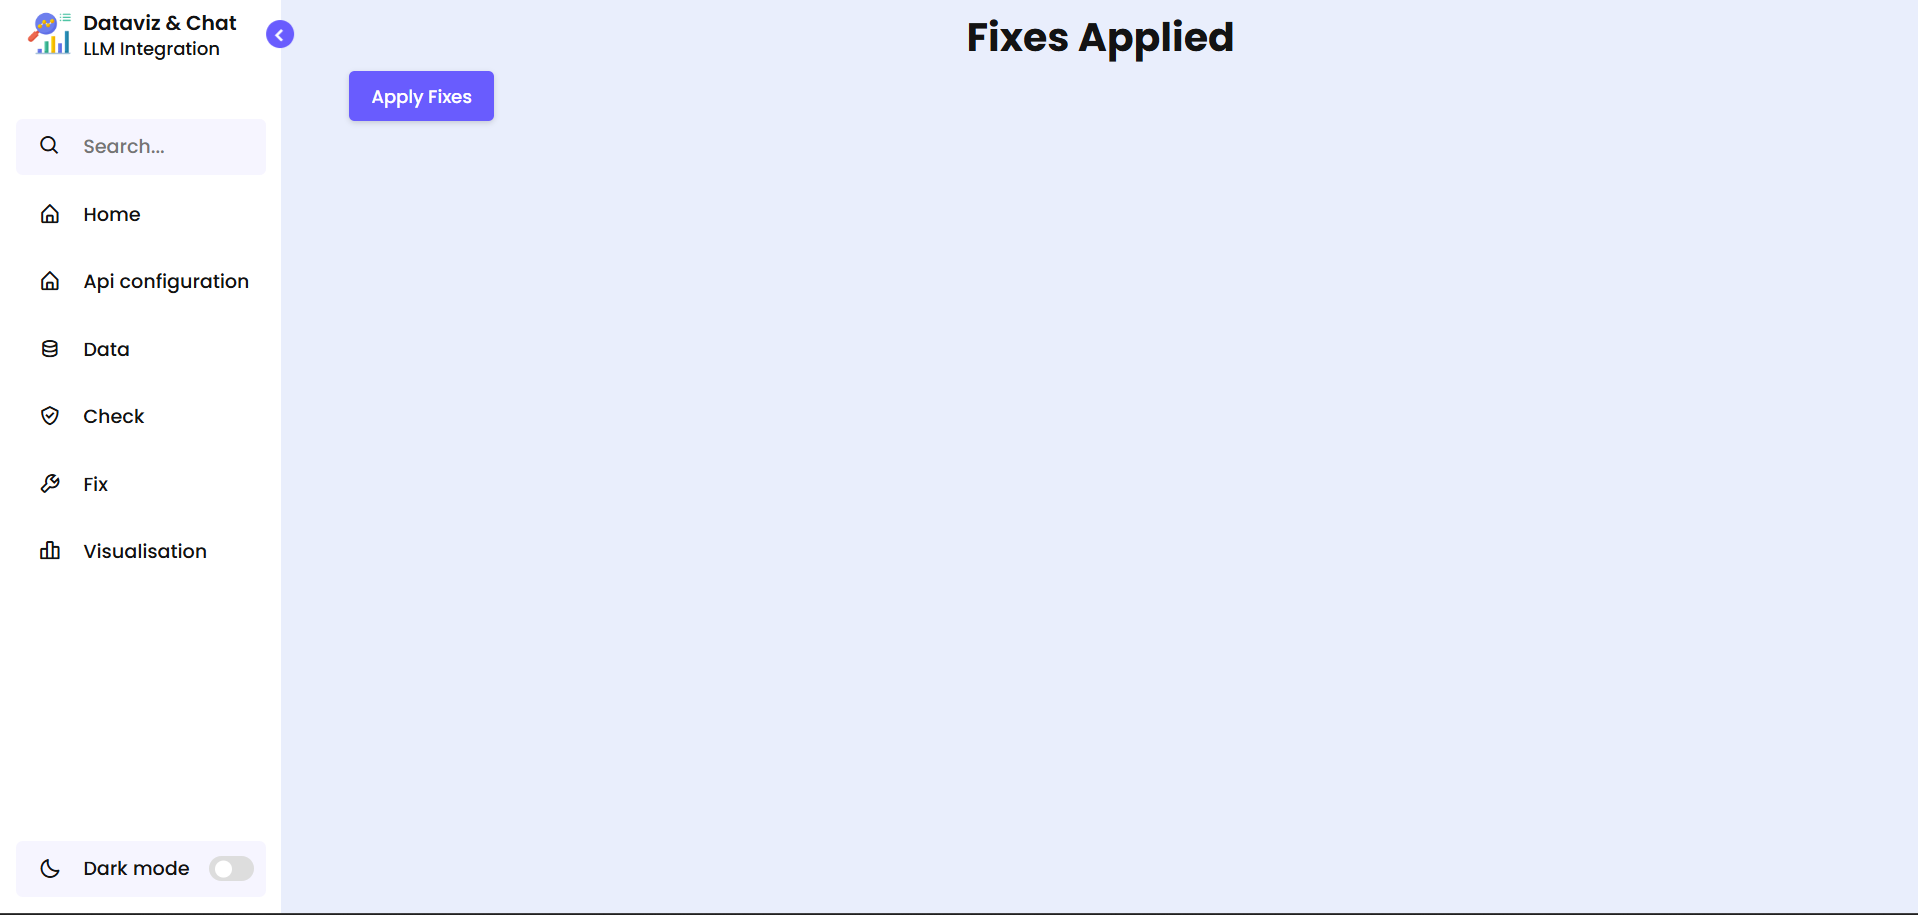 Dataviz & Chat
LLM Integration
Search...
Home
Api configuration
Data
Check
Fix
Visualisation
Dark mode
Fixes Applied
Apply Fixes